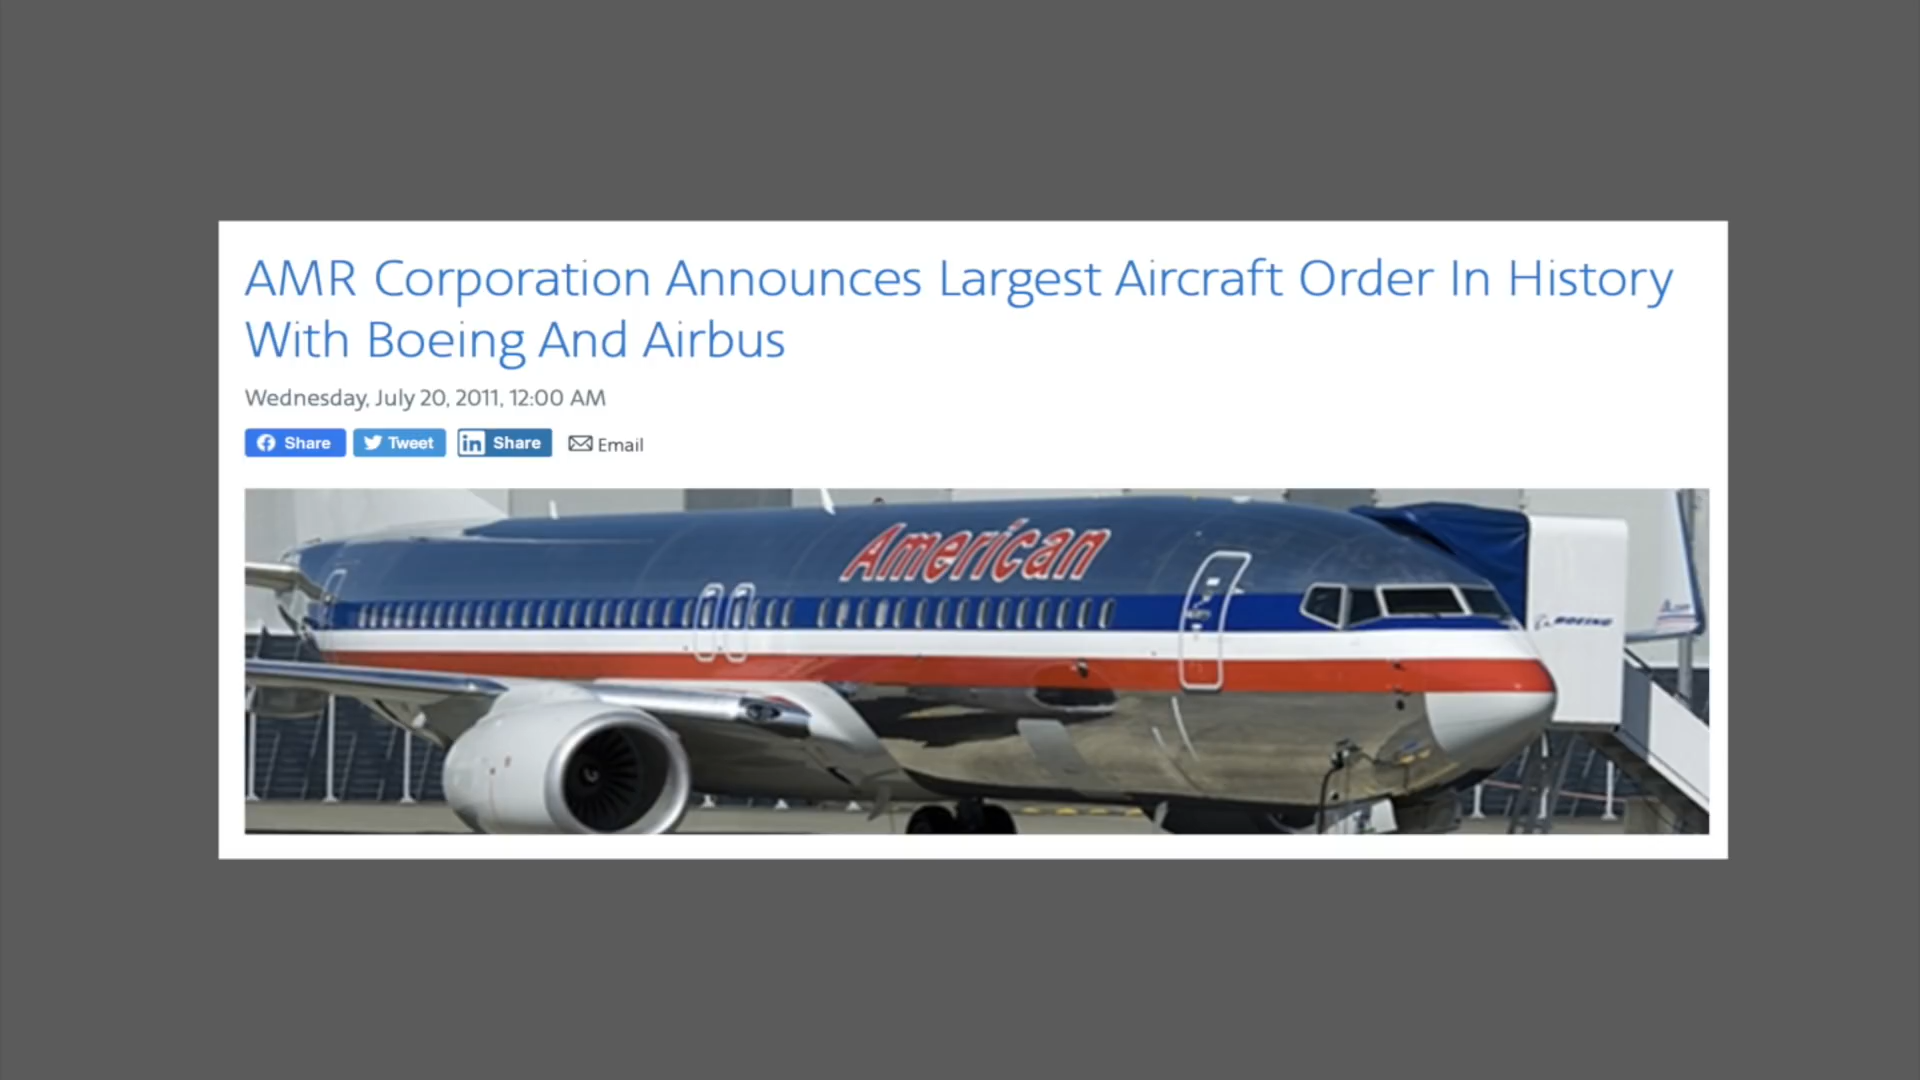 AMR Corporation Announces Largest Aircraft Order In History
With Boeing And Airbus
Wednesday, July 20, 2011, 12:00 AM
Share Tweet in Share Email
American
BOEING